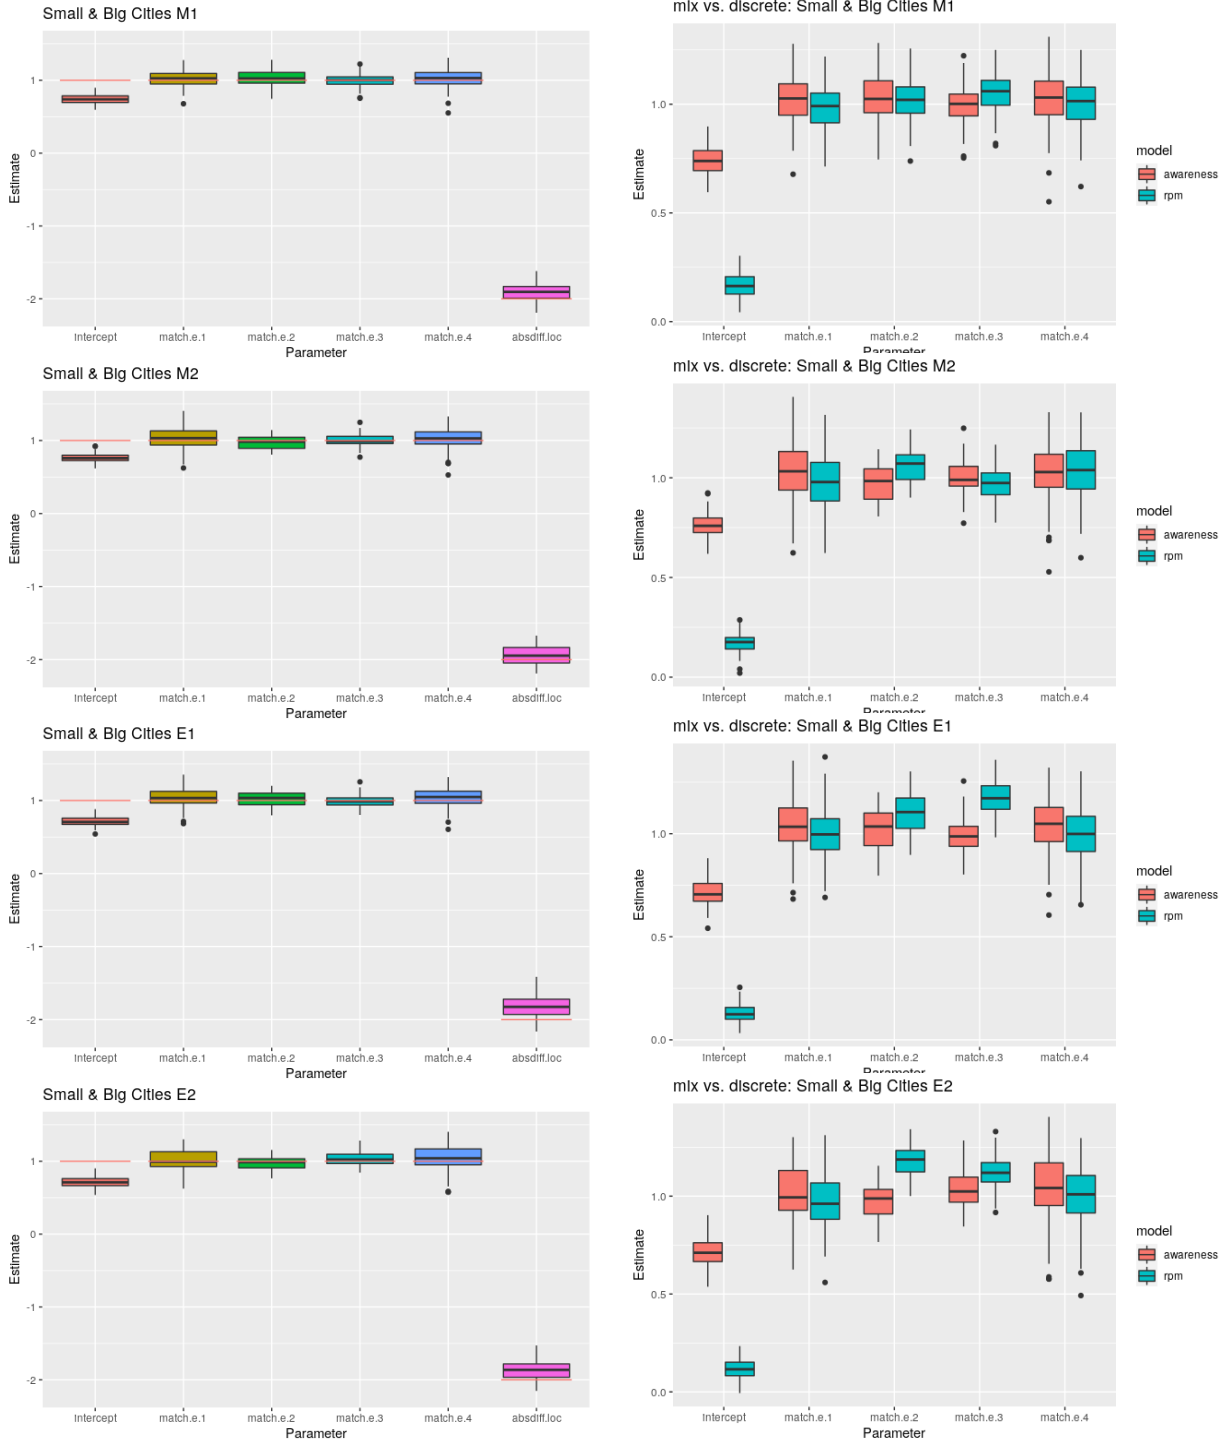 Small & Big Cities M1
Estimate
1
0
-1
-2
intercept match.e.1 match.e.2 match.e.3 match.e.4 absdiff.loc
Parameter
mix vs. discrete: Small & Big Cities M1
Estimate
1.0
0.5
0.0
intercept match.e.1 match.e.2 match.e.3 match.e.4
Parameter
model
awareness
rpm
Small & Big Cities M2
Estimate
1
0
-1
-2
intercept match.e.1 match.e.2 match.e.3 match.e.4 absdiff.loc
Parameter
mix vs. discrete: Small & Big Cities M2
Estimate
1.0
0.5
0.0
intercept match.e.1 match.e.2 match.e.3 match.e.4
Parameter
model
awareness
rpm
Small & Big Cities E1
Estimate
1
0
-1
-2
intercept match.e.1 match.e.2 match.e.3 match.e.4 absdiff.loc
Parameter
mix vs. discrete: Small & Big Cities E1
Estimate
1.0
0.5
0.0
intercept match.e.1 match.e.2 match.e.3 match.e.4
Parameter
model
awareness
rpm
Small & Big Cities E2
Estimate
1
0
-1
-2
intercept match.e.1 match.e.2 match.e.3 match.e.4 absdiff.loc
Parameter
mix vs. discrete: Small & Big Cities E2
Estimate
1.0
0.5
0.0
intercept match.e.1 match.e.2 match.e.3 match.e.4
Parameter
model
awareness
rpm